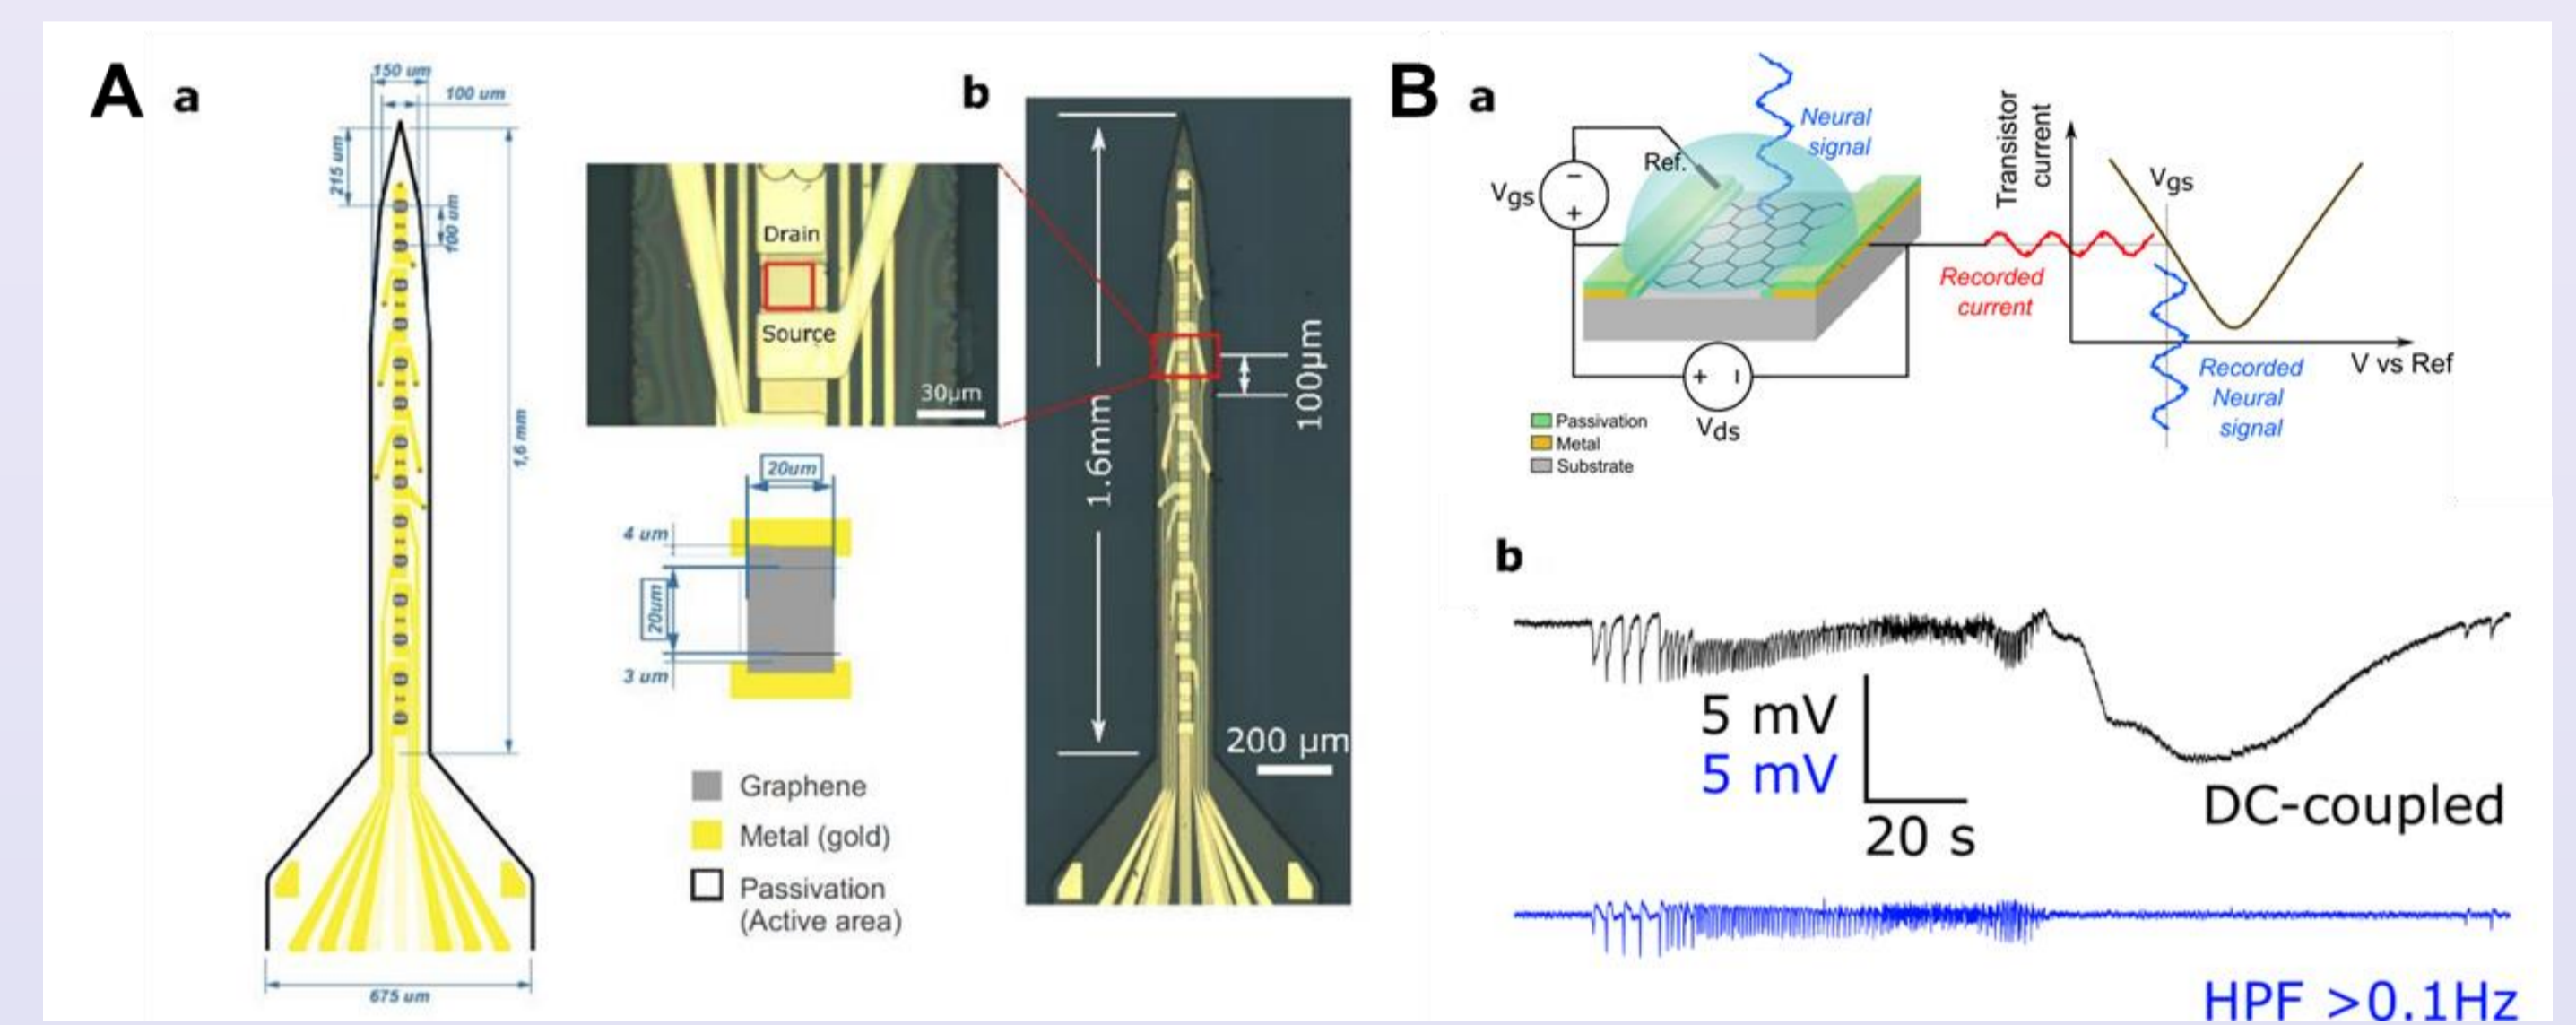 A
a
150 um
100 um
215 um
100 um
1,6 mm
675 um
Drain
Source
30µm
20um
4 um
20um
3 um
Graphene
Metal (gold)
Passivation
(Active area)
b
1.6mm
100µm
200 µm
B
a
Neural
signal
Ref.
Vgs
−
+
Vds
+ I
Passivation
Metal
Substrate
Transistor
current
Vgs
Recorded
current
V vs Ref
Recorded
Neural
signal
b
5 mV
5 mV
20 s
DC-coupled
HPF >0.1Hz